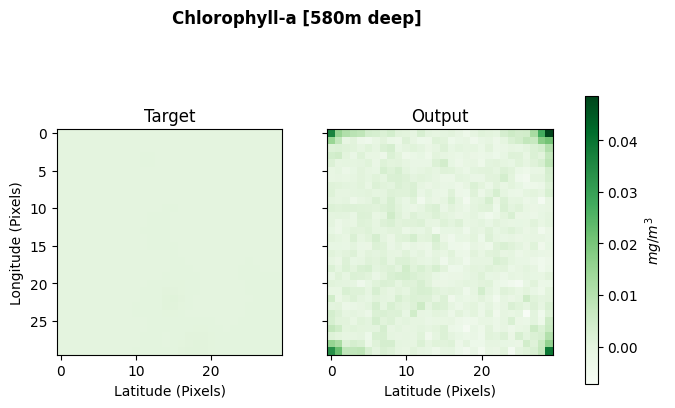 Chlorophyll-a [580m deep]
Target
Output
0
5
10
15
20
25
Longitude (Pixels)
0
10
20
Latitude (Pixels)
0
10
20
Latitude (Pixels)
0.04
0.03
0.02
0.01
0.00
mg/m³